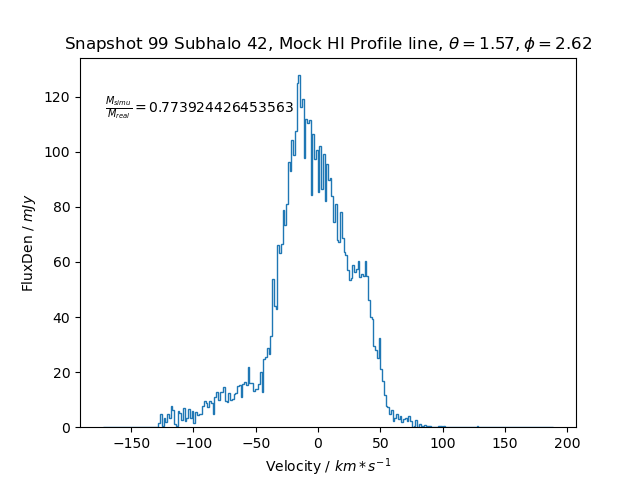 Snapshot 99 Subhalo 42, Mock HI Profile line, θ = 1.57, ϕ = 2.62
M_simu/M_real = 0.773924426453563
FluxDen / mJy
120
100
80
60
40
20
0
−150 −100 −50 0 50 100 150 200
Velocity / km * s⁻¹